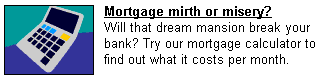 Mortgage mirth or misery?
Will that dream mansion break your
bank? Try our mortgage calculator to
find out what it costs per month.